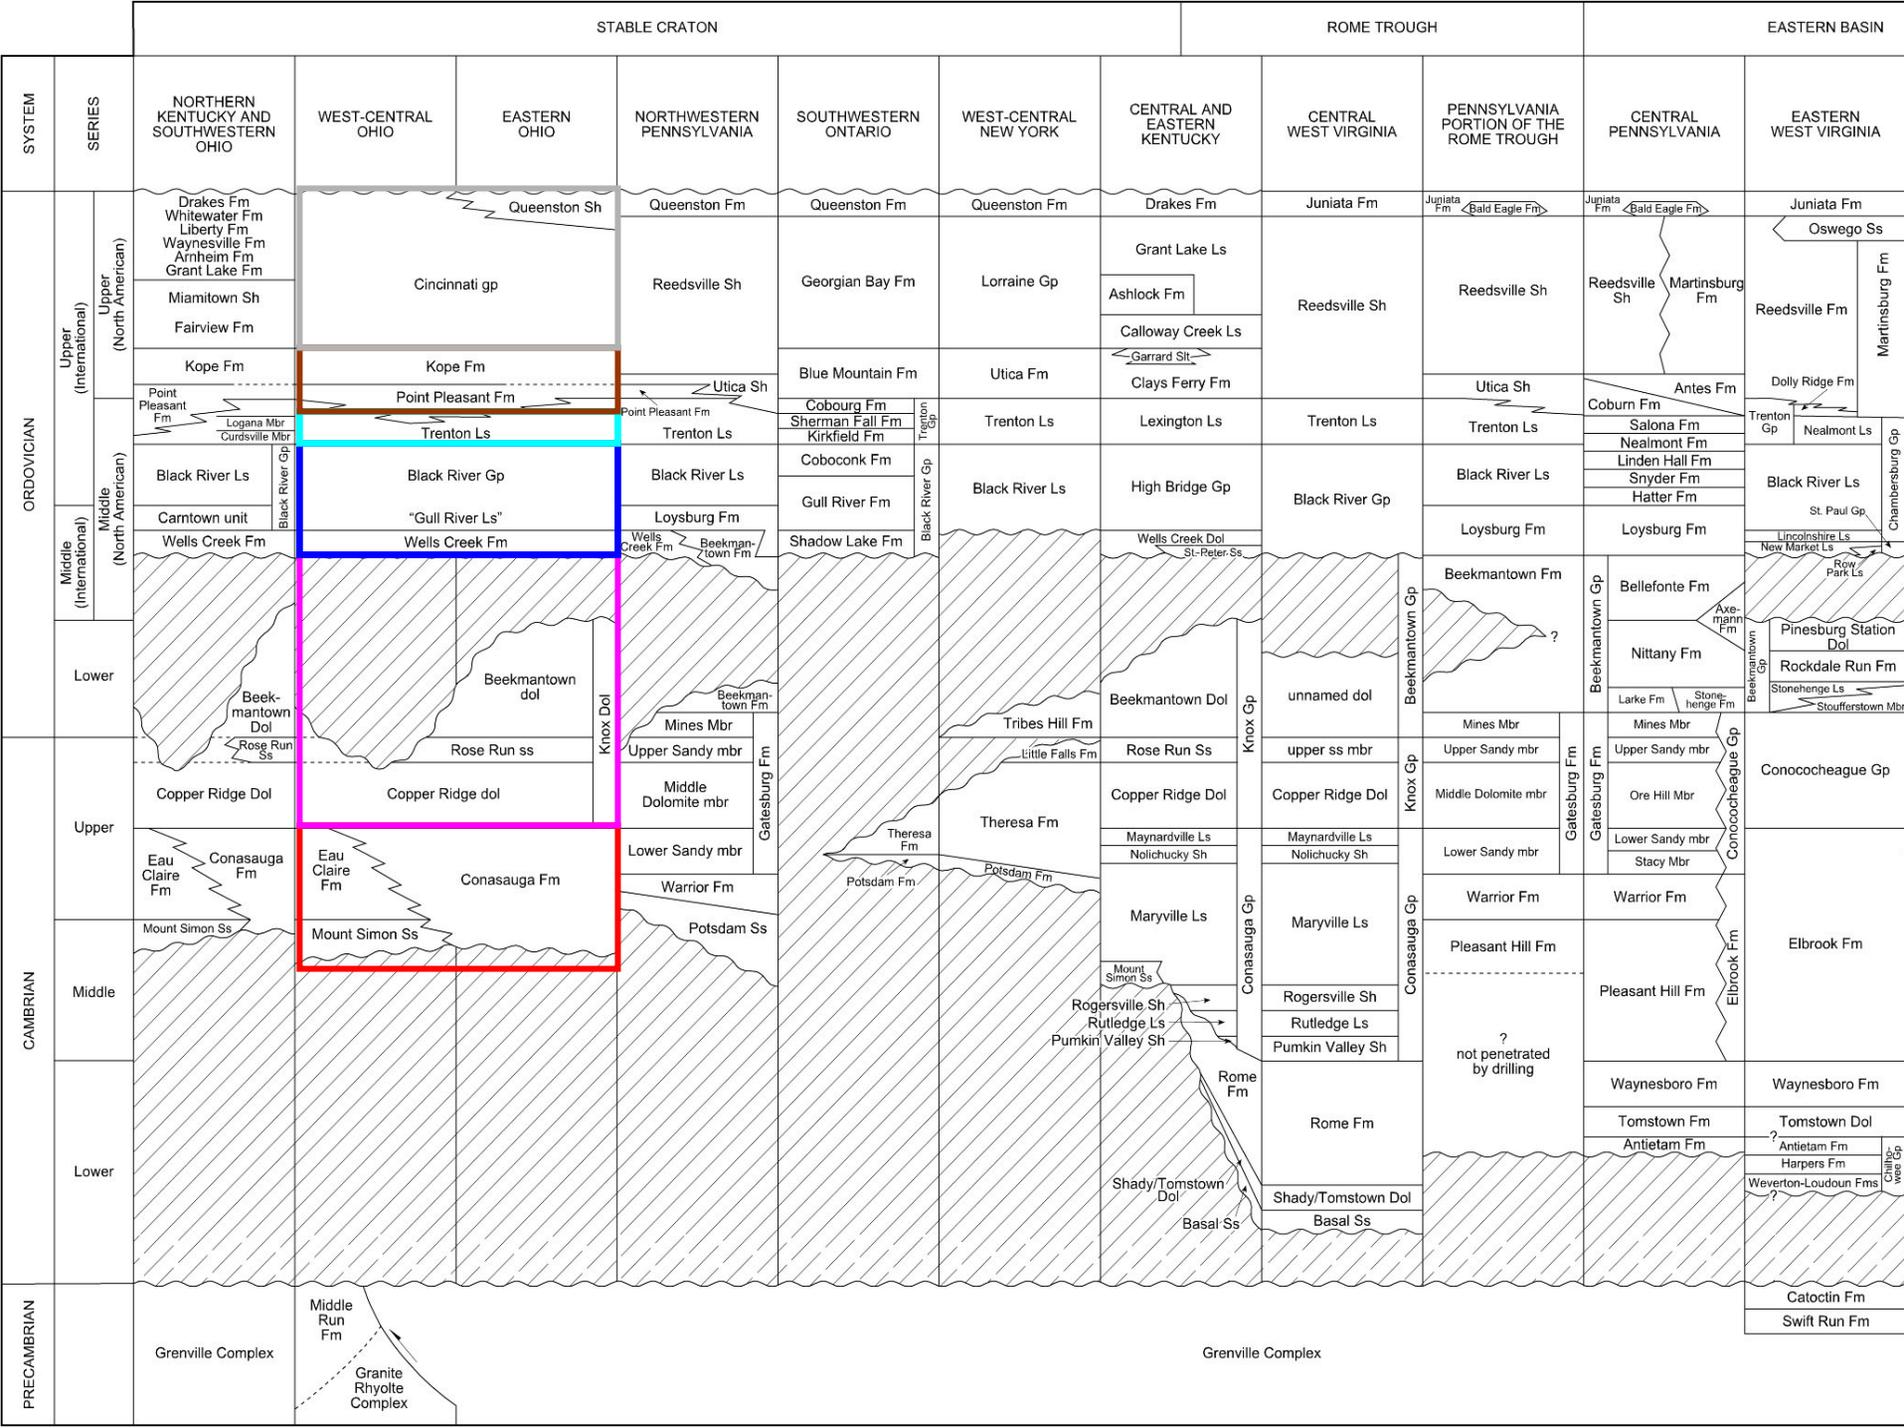 STABLE CRATON
ROME TROUGH
EASTERN BASIN
SYSTEM
SERIES
NORTHERN
KENTUCKY AND
SOUTHWESTERN
OHIO
WEST-CENTRAL
OHIO
EASTERN
OHIO
NORTHWESTERN
PENNSYLVANIA
SOUTHWESTERN
ONTARIO
WEST-CENTRAL
NEW YORK
CENTRAL AND
EASTERN
KENTUCKY
CENTRAL
WEST VIRGINIA
PENNSYLVANIA
PORTION OF THE
ROME TROUGH
CENTRAL
PENNSYLVANIA
EASTERN
WEST VIRGINIA
ORDOVICIAN
Upper
(International)
Upper
(North American)
Middle
(North American)
Middle
(International)
Lower
CAMBRIAN
Upper
Middle
Lower
PRECAMBRIAN
Drakes Fm
Whitewater Fm
Liberty Fm
Waynesville Fm
Arnheim Fm
Grant Lake Fm
Miamitown Sh
Fairview Fm
Kope Fm
Point
Pleasant
Fm
Logana Mbr
Curdsville Mbr
Black River Ls
Black River Gp
Carntown unit
Wells Creek Fm
Beek-
mantown
Dol
Rose Run
Ss
Copper Ridge Dol
Eau
Claire
Fm
Conasauga
Fm
Mount Simon Ss
Grenville Complex
Queenston Sh
Cincinnati gp
Kope Fm
Point Pleasant Fm
Trenton Ls
Black River Gp
“Gull River Ls”
Wells Creek Fm
Beekmantown
dol
Knox Dol
Rose Run ss
Copper Ridge dol
Eau
Claire
Fm
Conasauga Fm
Mount Simon Ss
Middle
Run
Fm
Granite
Rhyolte
Complex
Queenston Fm
Reedsville Sh
Utica Sh
Point Pleasant Fm
Trenton Ls
Black River Ls
Loysburg Fm
Wells
Creek Fm
Beekman-
town Fm
Beekman-
town Fm
Mines Mbr
Upper Sandy mbr
Middle
Dolomite mbr
Gatesburg Fm
Lower Sandy mbr
Warrior Fm
Potsdam Ss
Queenston Fm
Georgian Bay Fm
Blue Mountain Fm
Cobourg Fm
Sherman Fall Fm
Kirkfield Fm
Trenton
Gp
Coboconk Fm
Gull River Fm
Black River Gp
Shadow Lake Fm
Theresa
Fm
Potsdam Fm
Queenston Fm
Lorraine Gp
Utica Fm
Trenton Ls
Black River Ls
Tribes Hill Fm
Little Falls Fm
Theresa Fm
Potsdam Fm
Drakes Fm
Grant Lake Ls
Ashlock Fm
Calloway Creek Ls
Garrard Slt
Clays Ferry Fm
Lexington Ls
High Bridge Gp
Wells Creek Dol
St. Peter Ss
Beekmantown Dol
Knox Gp
Rose Run Ss
Copper Ridge Dol
Maynardville Ls
Nolichucky Sh
Maryville Ls
Conasauga Gp
Mount
Simon Ss
Rogersville Sh
Rutledge Ls
Pumkin Valley Sh
Rome
Fm
Shady/Tomstown
Dol
Basal Ss
Grenville Complex
Juniata Fm
Reedsville Sh
Trenton Ls
Black River Gp
Beekmantown Gp
unnamed dol
upper ss mbr
Copper Ridge Dol
Knox Gp
Maynardville Ls
Nolichucky Sh
Maryville Ls
Conasauga Gp
Rogersville Sh
Rutledge Ls
Pumkin Valley Sh
Rome Fm
Shady/Tomstown Dol
Basal Ss
Juniata
Fm
Bald Eagle Fm
Reedsville Sh
Utica Sh
Trenton Ls
Black River Ls
Loysburg Fm
Beekmantown Fm
?
Mines Mbr
Upper Sandy mbr
Middle Dolomite mbr
Gatesburg Fm
Lower Sandy mbr
Warrior Fm
Pleasant Hill Fm
?
not penetrated
by drilling
Juniata
Fm
Bald Eagle Fm
Reedsville
Sh
Martinsburg
Fm
Antes Fm
Coburn Fm
Salona Fm
Nealmont Fm
Linden Hall Fm
Snyder Fm
Hatter Fm
Loysburg Fm
Beekmantown Gp
Bellefonte Fm
Axe-
mann
Fm
Nittany Fm
Larke Fm
Stone-
henge Fm
Mines Mbr
Upper Sandy mbr
Ore Hill Mbr
Gatesburg Fm
Conococheague Gp
Lower Sandy mbr
Stacy Mbr
Warrior Fm
Pleasant Hill Fm
Elbrook Fm
Waynesboro Fm
Tomstown Fm
Antietam Fm
Juniata Fm
Oswego Ss
Reedsville Fm
Martinsburg Fm
Dolly Ridge Fm
Trenton
Gp
Nealmont Ls
Black River Ls
Chambersburg Gp
St. Paul Gp
Lincolnshire Ls
New Market Ls
Row
Park Ls
Beekmantown
Gp
Pinesburg Station
Dol
Rockdale Run Fm
Stonehenge Ls
Stoufferstown Mbr
Conococheague Gp
Elbrook Fm
Waynesboro Fm
Tomstown Dol
?
Antietam Fm
Harpers Fm
Weverton-Loudoun Fms
Chilho-
wee Gp
?
Catoctin Fm
Swift Run Fm